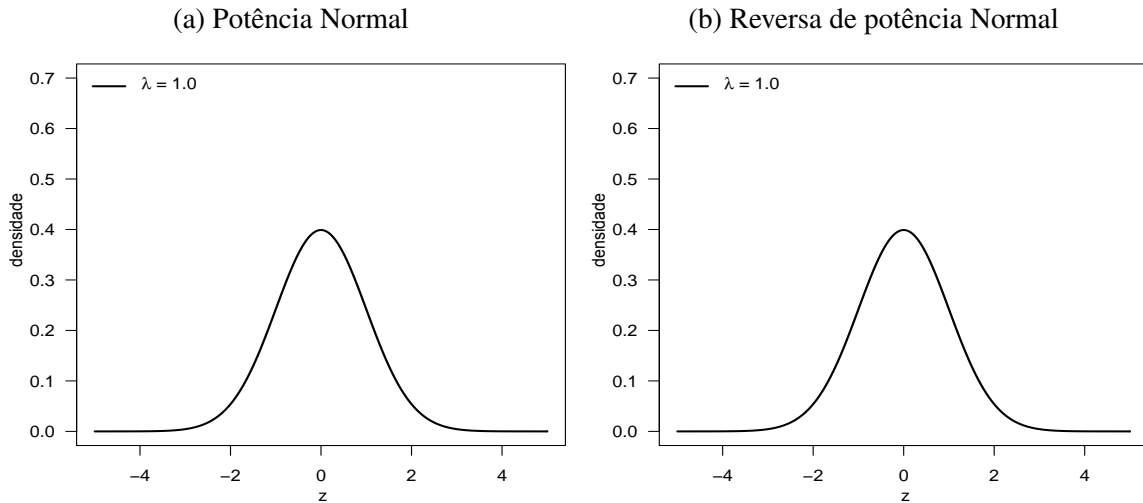 (a) Potência Normal
λ = 1.0
0.7
0.6
0.5
0.4
0.3
0.2
0.1
0.0
densidade
−4 −2 0 2 4
z
(b) Reversa de potência Normal
λ = 1.0
0.7
0.6
0.5
0.4
0.3
0.2
0.1
0.0
densidade
−4 −2 0 2 4
z